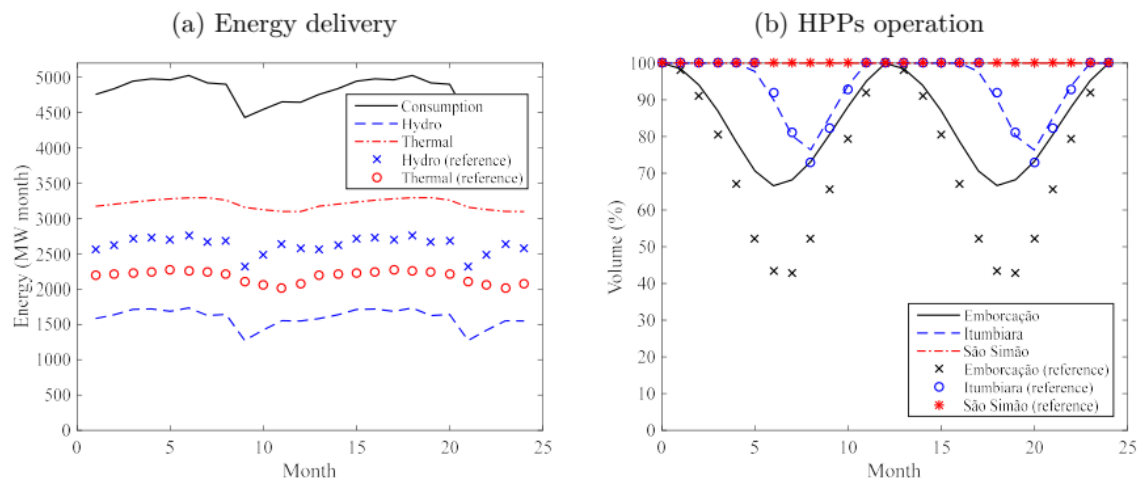 (a) Energy delivery
5000
4500
4000
3500
3000
2500
2000
1500
1000
500
0
Energy (MW month)
Consumption
Hydro
Thermal
Hydro (reference)
Thermal (reference)
0
5
10
15
20
25
Month
(b) HPPs operation
100
90
80
70
60
50
40
30
20
10
0
Volume (%)
Emborcação
Itumbiara
São Simão
Emborcação (reference)
Itumbiara (reference)
São Simão (reference)
0
5
10
15
20
25
Month